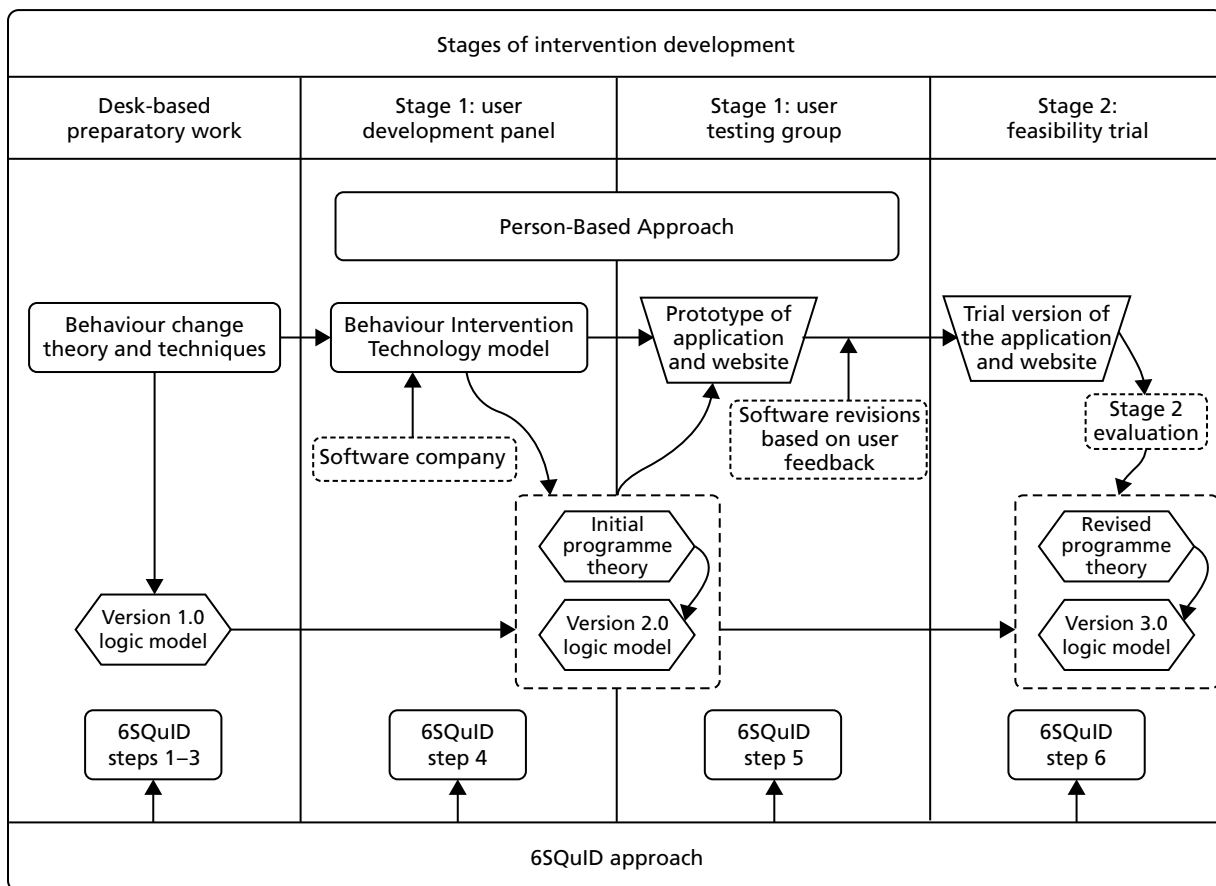 Stages of intervention development
Desk-based
preparatory work
Stage 1: user
development panel
Stage 1: user
testing group
Stage 2:
feasibility trial
Person-Based Approach
Behaviour change
theory and techniques
Behaviour Intervention
Technology model
Prototype of
application
and website
Trial version of
the application
and website
Software company
Software revisions
based on user
feedback
Stage 2
evaluation
Initial
programme
theory
Revised
programme
theory
Version 1.0
logic model
Version 2.0
logic model
Version 3.0
logic model
6SQuID
steps 1–3
6SQuID
step 4
6SQuID
step 5
6SQuID
step 6
6SQuID approach